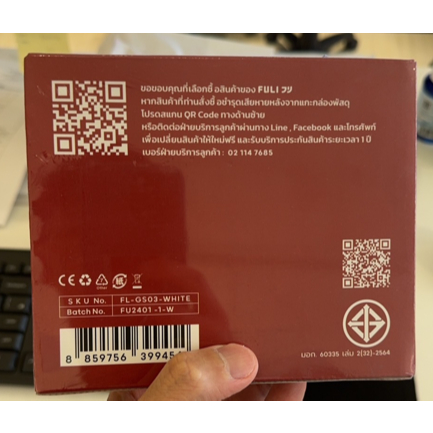 ขอขอบคุณที่เลือกซื้อสินค้าของ FULI ฟูลิ
หากสินค้าที่ท่านสั่งซื้อ ชำรุดเสียหายหลังจากแกะกล่องพัสดุ
โปรดสแกน QR Code ทางด้านซ้าย
หรือติดต่อฝ่ายบริการลูกค้าผ่านทาง Line , Facebook และโทรศัพท์
เพื่อเปลี่ยนสินค้าให้ใหม่ฟรี และรับบริการประกันสินค้าระยะเวลา 1 ปี
เบอร์ฝ่ายบริการลูกค้า : 02 114 7685
CE
SKU No. FL-GS03-WHITE
Batch No. FU2401 -1-W
8 859756 39945
มอก. 60335 เล่ม 2(32)-2564